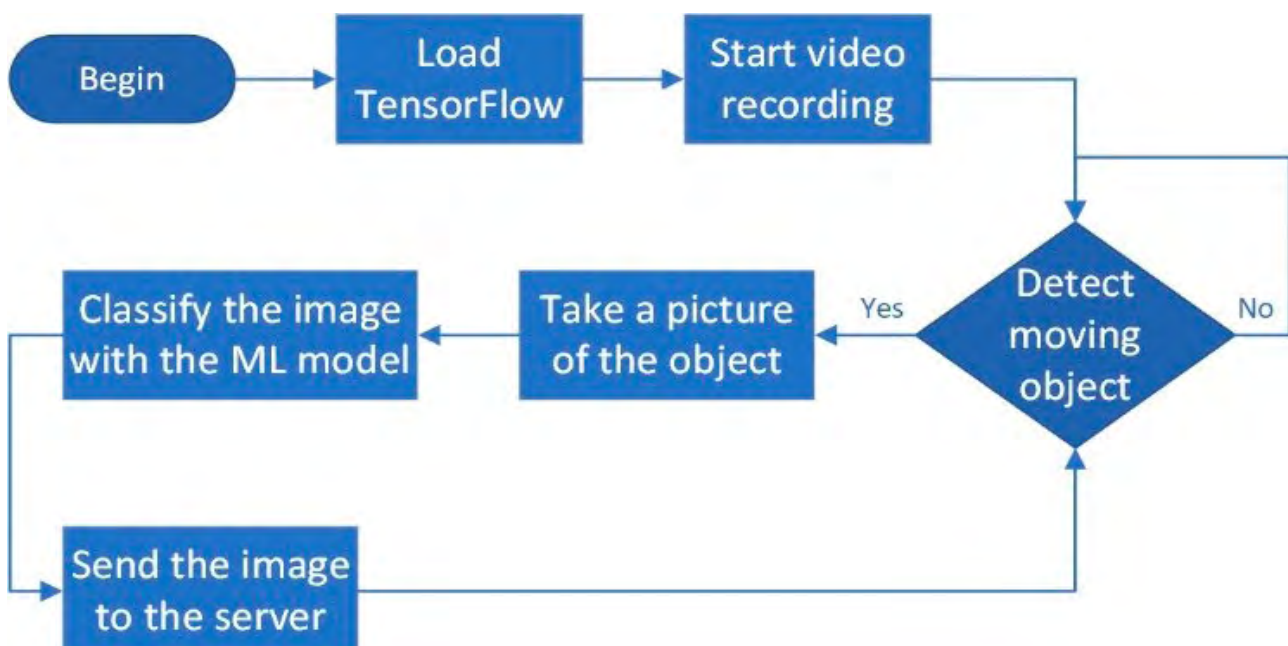 Begin
Load
TensorFlow
Start video
recording
Detect
moving
object
No
Yes
Take a picture
of the object
Classify the image
with the ML model
Send the image
to the server